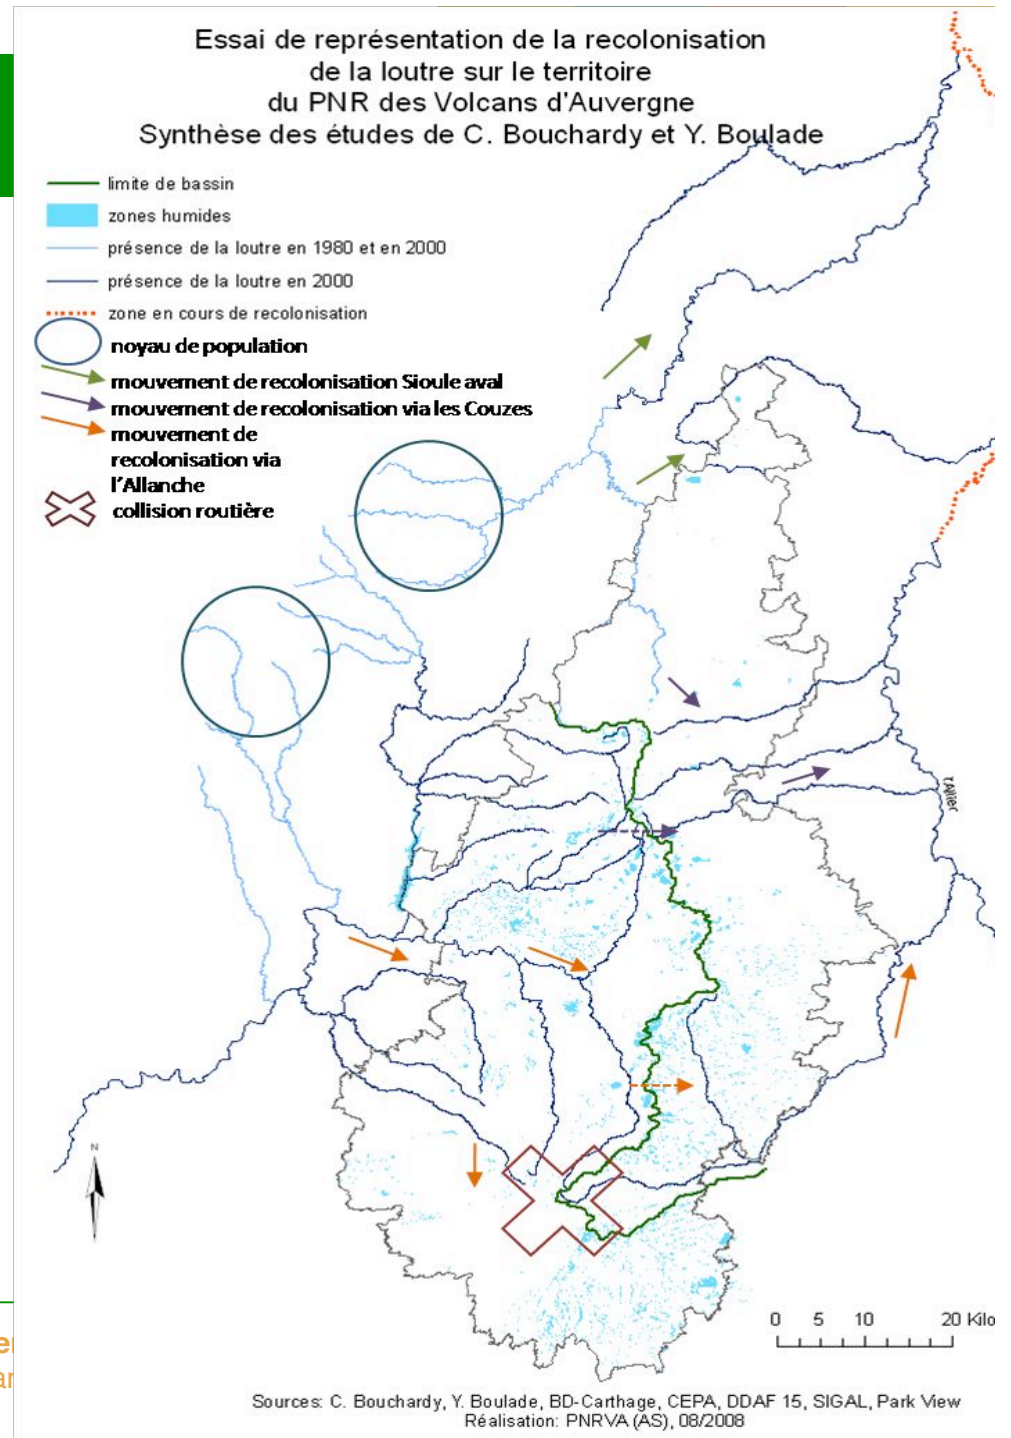 Essai de représentation de la recolonisation
de la loutre sur le territoire
du PNR des Volcans d'Auvergne
Synthèse des études de C. Bouchardy et Y. Boulade
limite de bassin
zones humides
présence de la loutre en 1980 et en 2000
présence de la loutre en 2000
zone en cours de recolonisation
noyau de population
mouvement de recolonisation Sioule aval
mouvement de recolonisation via les Couzes
mouvement de
recolonisation via
l'Allanche
collision routière
l'Allier
N
0 5 10 20 Kilo
Sources: C. Bouchardy, Y. Boulade, BD-Carthage, CEPA, DDAF 15, SIGAL, Park View
Réalisation: PNRVA (AS), 08/2008